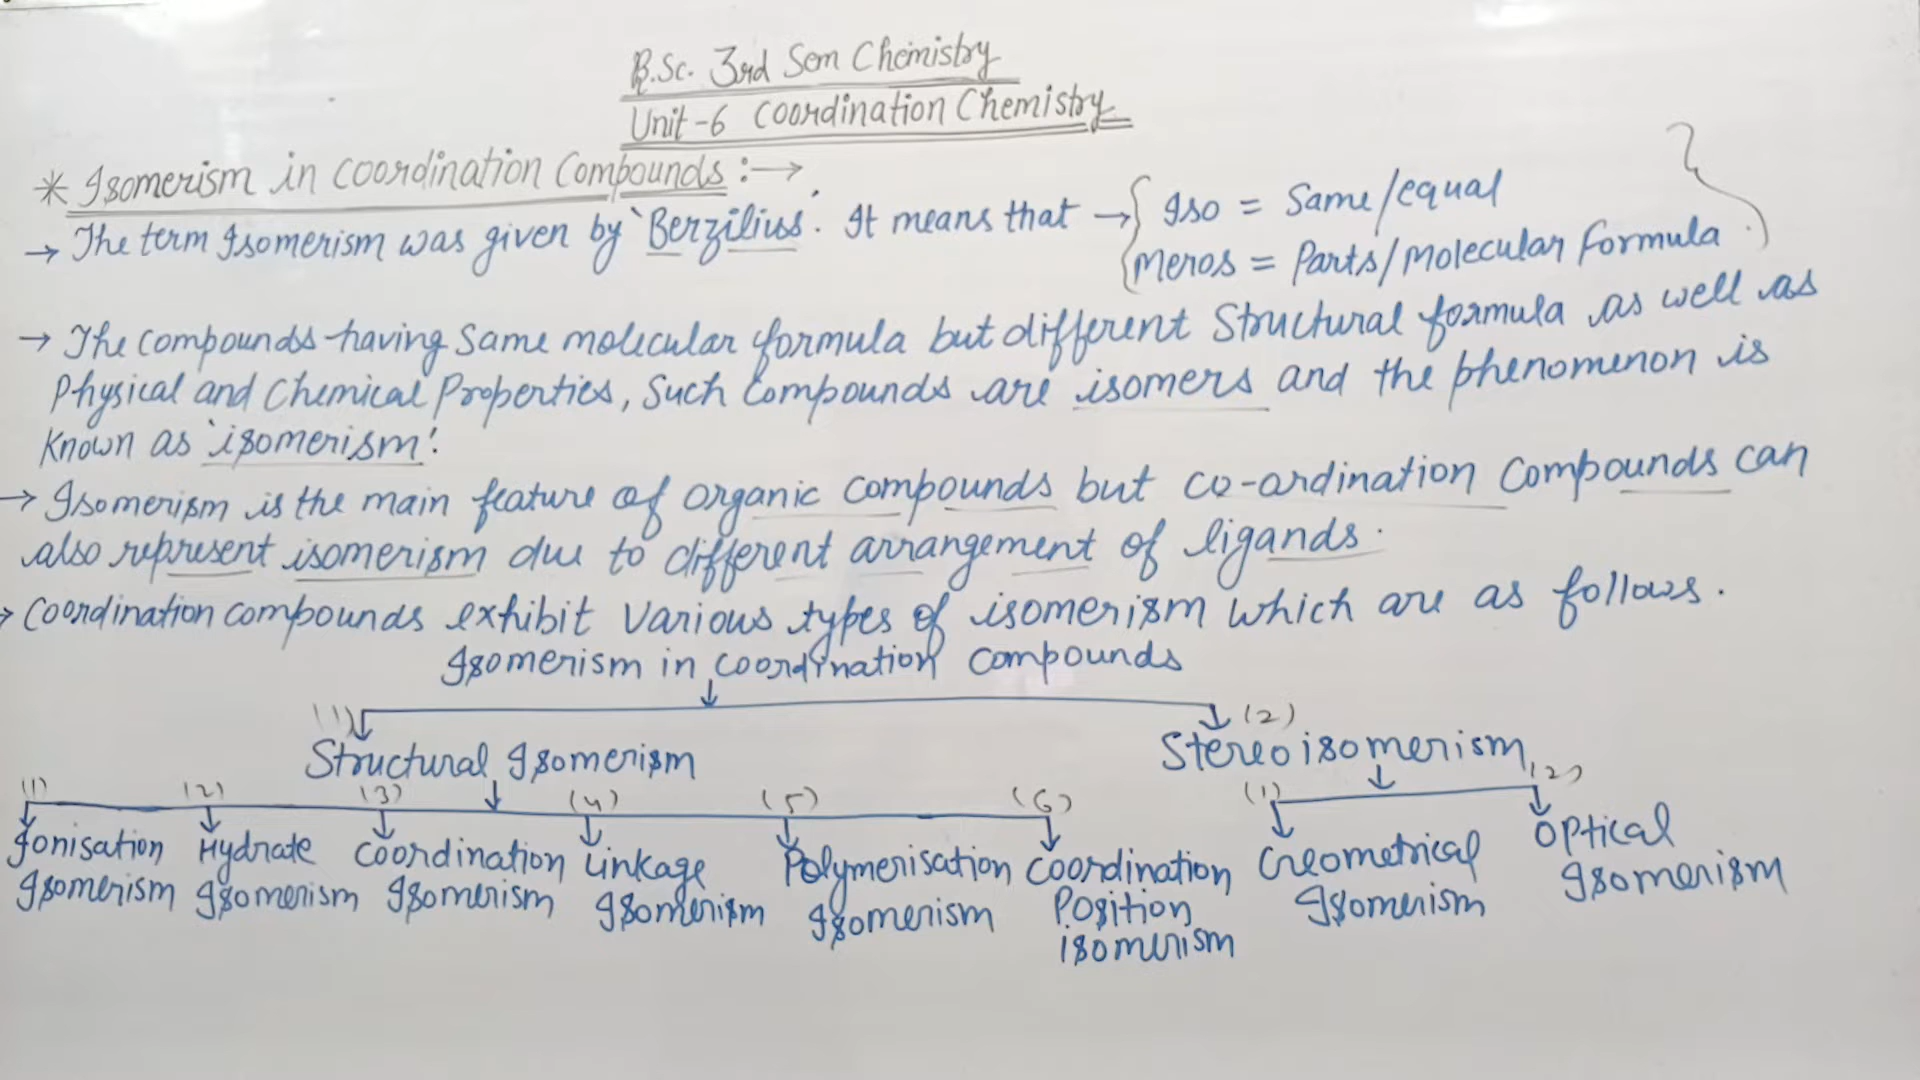 B.Sc. 3rd Sem Chemistry
Unit-6 Coordination Chemistry
* Isomerism in coordination Compounds :→
→ The term Isomerism was given by 'Berzilius'. It means that → { Iso = Same/equal
{ Meros = Parts/Molecular formula
→ The compounds having Same molecular formula but different Structural formula as well as
Physical and Chemical Properties, Such Compounds are isomers and the phenomenon is
Known as 'isomerism'.
→ Isomerism is the main feature of organic compounds but co-ordination Compounds can
also represent isomerism due to different arrangement of ligands.
→ Coordination compounds exhibit various types of isomerism which are as follows.
Isomerism in coordination compounds
(1) (2)
Structural Isomerism Stereoisomerism
(1) (2) (3) (4) (5) (6) (1) (2)
Ionisation Hydrate Coordination Linkage Polymerisation Coordination Geometrical Optical
Isomerism Isomerism Isomerism Isomerism Isomerism Position Isomerism Isomerism
isomerism